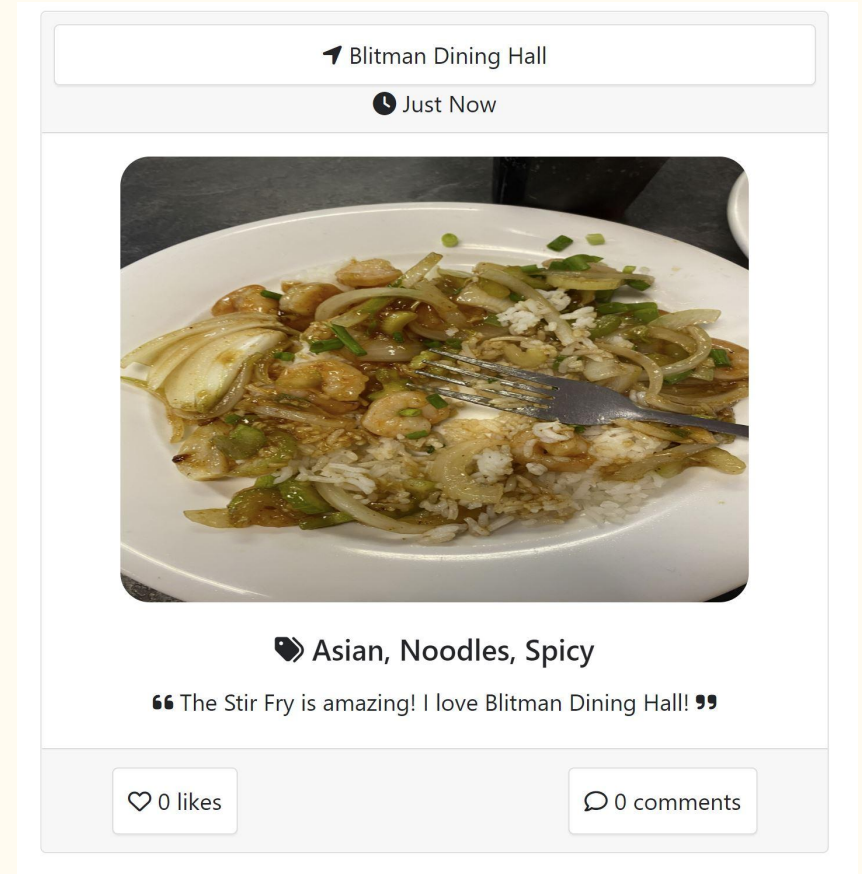 Blitman Dining Hall
Just Now
Asian, Noodles, Spicy
❝ The Stir Fry is amazing! I love Blitman Dining Hall! ❞
0 likes
0 comments